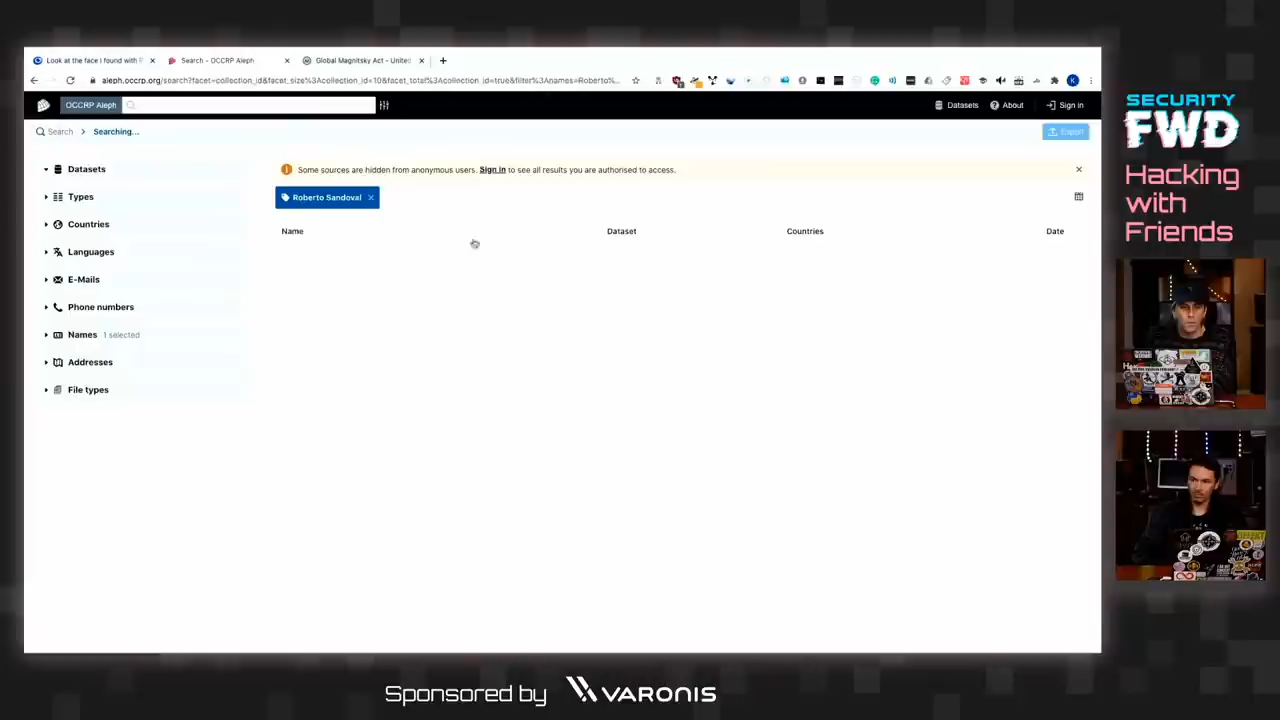 Look at the face I found with
Search - OCCRP Aleph
Global Magnitsky Act - United
aleph.occrp.org/search?facet=collection_id&facet_size%3Acollection_id=10&facet_total%3Acollection_id=true&filter%3Anames=Roberto%...
OCCRP Aleph
Datasets
About
Sign in
Search
Searching...
Export
Datasets
Types
Countries
Languages
E-Mails
Phone numbers
Names 1 selected
Addresses
File types
Some sources are hidden from anonymous users. Sign in to see all results you are authorised to access.
Roberto Sandoval
Name Dataset Countries Date
SECURITY
FWD
Hacking
with
Friends
Sponsored by VARONIS